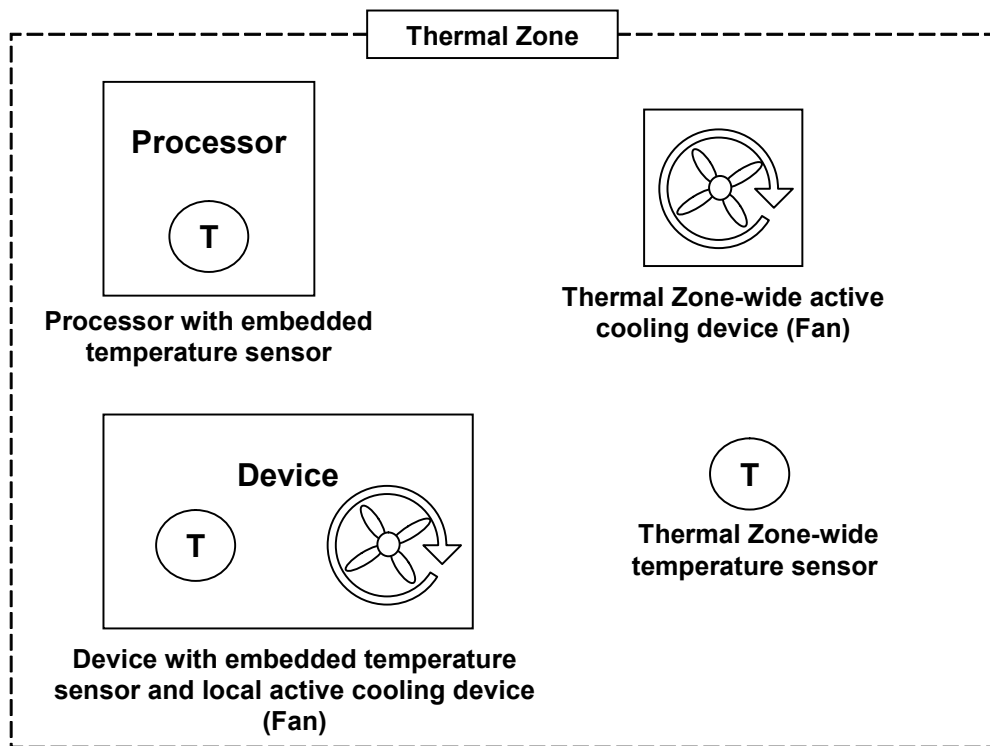 Thermal Zone
Processor
T
Processor with embedded
temperature sensor
Thermal Zone-wide active
cooling device (Fan)
Device
T
Device with embedded temperature
sensor and local active cooling device
(Fan)
T
Thermal Zone-wide
temperature sensor